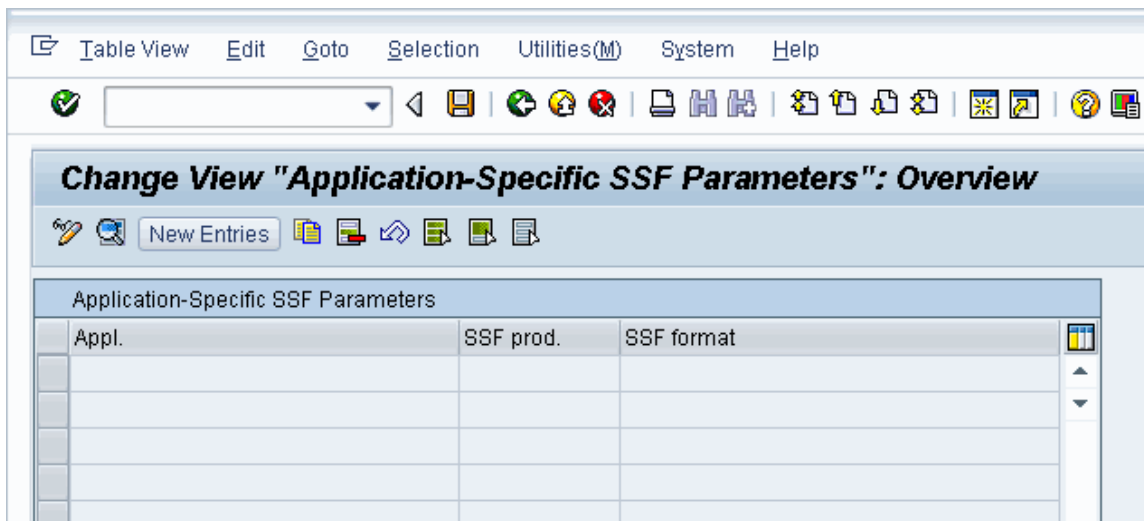 Table View Edit Goto Selection Utilities(M) System Help
Change View "Application-Specific SSF Parameters": Overview
New Entries
Application-Specific SSF Parameters
Appl. SSF prod. SSF format